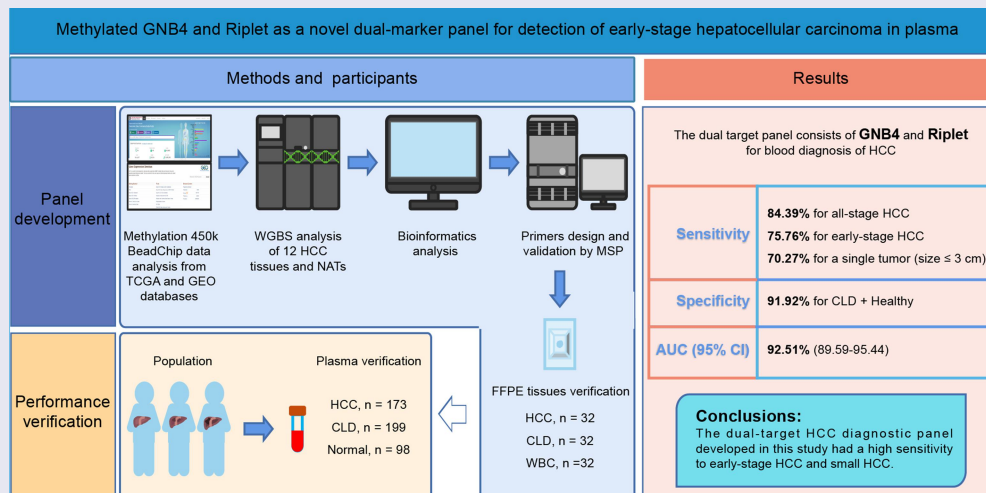 Methylated GNB4 and Riplet as a novel dual-marker panel for detection of early-stage hepatocellular carcinoma in plasma
Methods and participants
Panel
development
Methylation 450k
BeadChip data
analysis from
TCGA and GEO
databases
WGBS analysis
of 12 HCC
tissues and NATs
Bioinformatics
analysis
Primers design and
validation by MSP
FFPE tissues verification
HCC, n = 32
CLD, n = 32
WBC, n =32
Performance
verification
Population
Plasma verification
HCC, n = 173
CLD, n = 199
Normal, n = 98
Results
The dual target panel consists of GNB4 and Riplet
for blood diagnosis of HCC
Sensitivity
84.39% for all-stage HCC
75.76% for early-stage HCC
70.27% for a single tumor (size ≤ 3 cm)
Specificity
91.92% for CLD + Healthy
AUC (95% CI)
92.51% (89.59-95.44)
Conclusions:
The dual-target HCC diagnostic panel
developed in this study had a high sensitivity
to early-stage HCC and small HCC.